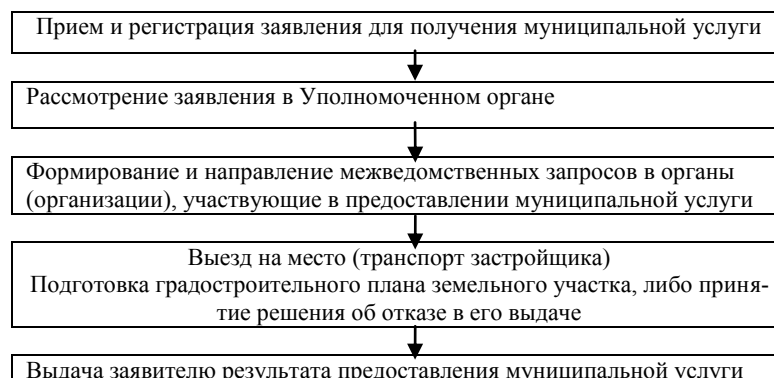 Прием и регистрация заявления для получения муниципальной услуги
Рассмотрение заявления в Уполномоченном органе
Формирование и направление межведомственных запросов в органы
(организации), участвующие в предоставлении муниципальной услуги
Выезд на место (транспорт застройщика)
Подготовка градостроительного плана земельного участка, либо приня-
тие решения об отказе в его выдаче
Выдача заявителю результата предоставления муниципальной услуги